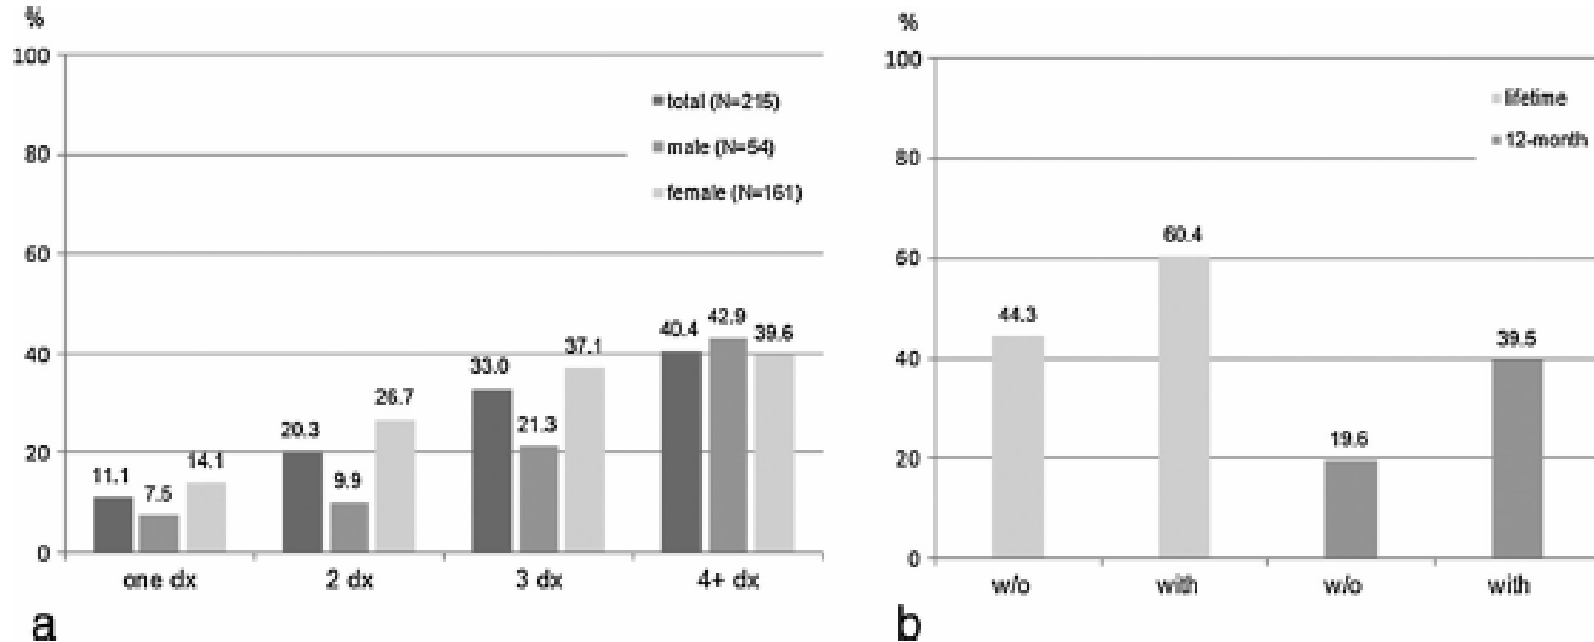 %
100
80
60
40
20
0
total (N=215)
male (N=54)
female (N=161)
11.1
7.5
14.1
20.3
9.9
26.7
33.0
21.3
37.1
40.4
42.9
39.6
one dx
2 dx
3 dx
4+ dx
a
%
100
80
60
40
20
0
lifetime
12-month
44.3
60.4
19.6
39.5
w/o
with
w/o
with
b